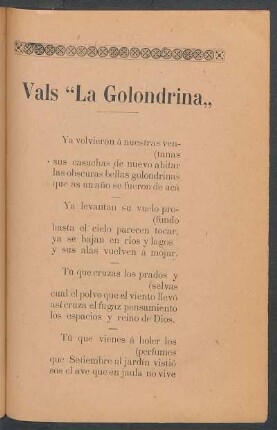 Vals “La Golondrina„
Ya volvieron á nuestras ven-
(tanas
sus casuchas de nuevo abitar
las obscuras bellas golondrinas
que as un año se fueron de acá
Ya levantan su vuelo pro-
(fundo
hasta el cielo parecen tocar,
ya se bajan en rios y lagos
y sus alas vuelven á mojar.
Tú que cruzas los prados y
(selvas
cual el polvo que el viento llevó
así cruza el fugaz pensamiento
los espacios y reino de Dios.
Tú que vienes á holer los
(perfumes
que Setiembre al jardin vistió
sos el ave que en jaula no vive